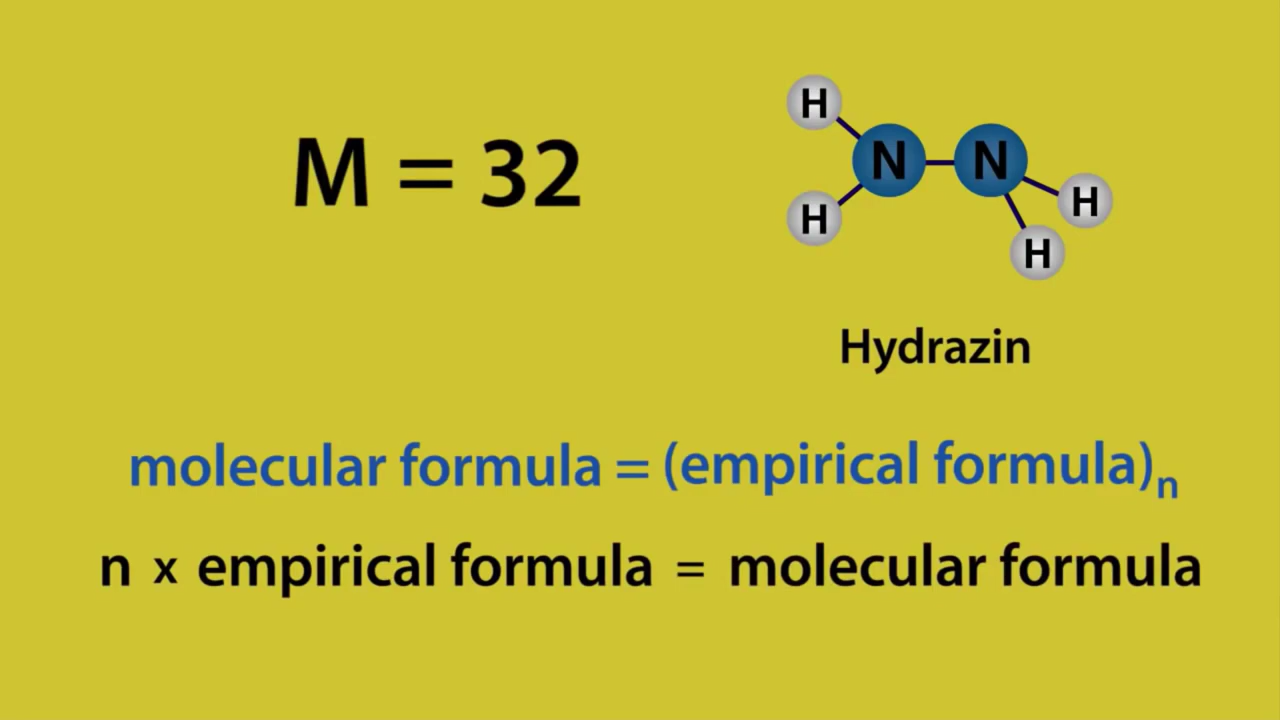 M = 32
H
N N
H
H
H
Hydrazin
molecular formula = (empirical formula)n
n x empirical formula = molecular formula